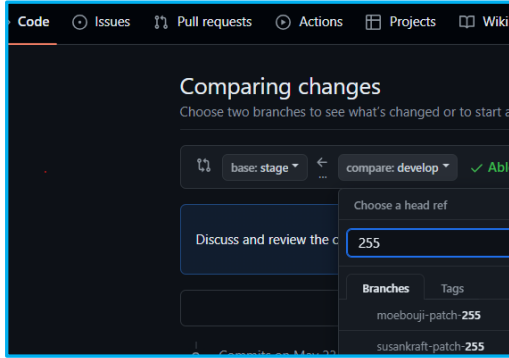 Code Issues Pull requests Actions Projects Wiki
Comparing changes
Choose two branches to see what's changed or to start a
base: stage compare: develop Abl
...
Choose a head ref
Discuss and review the c
255
Branches Tags
moebouji-patch-255
susankraft-patch-255
Commits on May 22